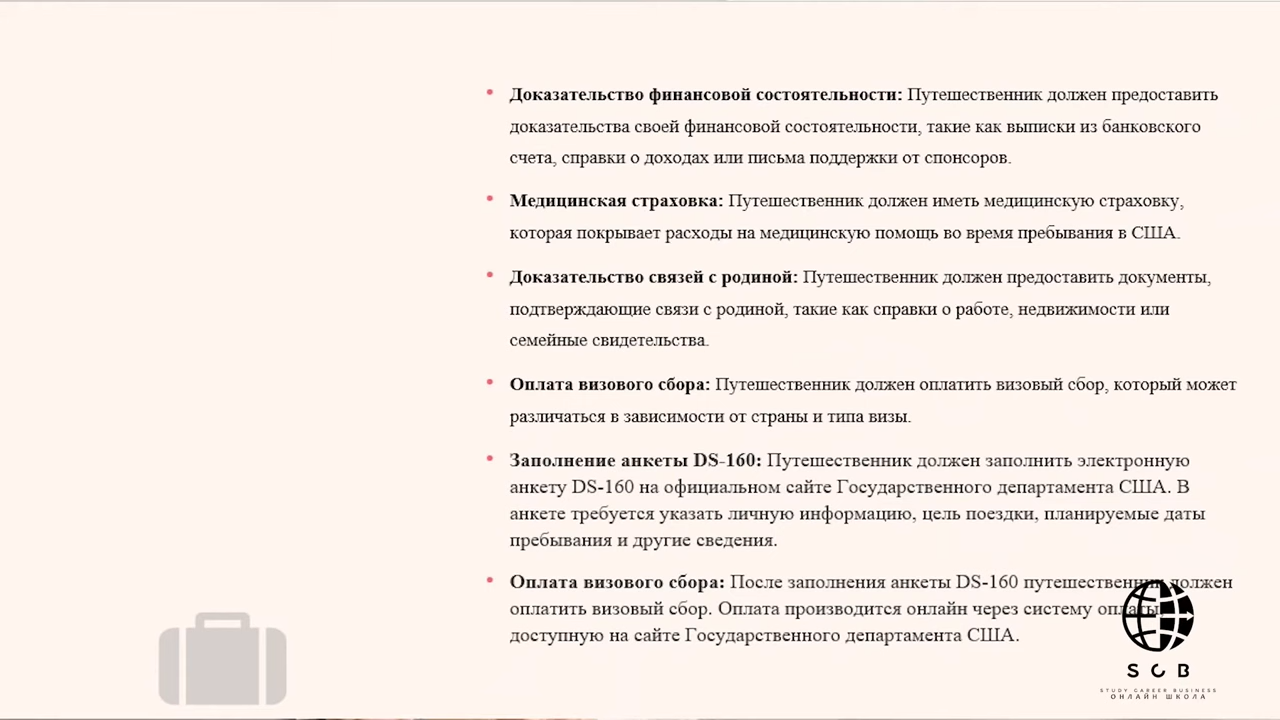 • Доказательство финансовой состоятельности: Путешественник должен предоставить
доказательства своей финансовой состоятельности, такие как выписки из банковского
счета, справки о доходах или письма поддержки от спонсоров.
• Медицинская страховка: Путешественник должен иметь медицинскую страховку,
которая покрывает расходы на медицинскую помощь во время пребывания в США.
• Доказательство связей с родиной: Путешественник должен предоставить документы,
подтверждающие связи с родиной, такие как справки о работе, недвижимости или
семейные свидетельства.
• Оплата визового сбора: Путешественник должен оплатить визовый сбор, который может
различаться в зависимости от страны и типа визы.
• Заполнение анкеты DS-160: Путешественник должен заполнить электронную
анкету DS-160 на официальном сайте Государственного департамента США. В
анкете требуется указать личную информацию, цель поездки, планируемые даты
пребывания и другие сведения.
• Оплата визового сбора: После заполнения анкеты DS-160 путешественник должен
оплатить визовый сбор. Оплата производится онлайн через систему оплаты,
доступную на сайте Государственного департамента США.
SCB
STUDY CAREER BUSINESS
ОНЛАЙН ШКОЛА